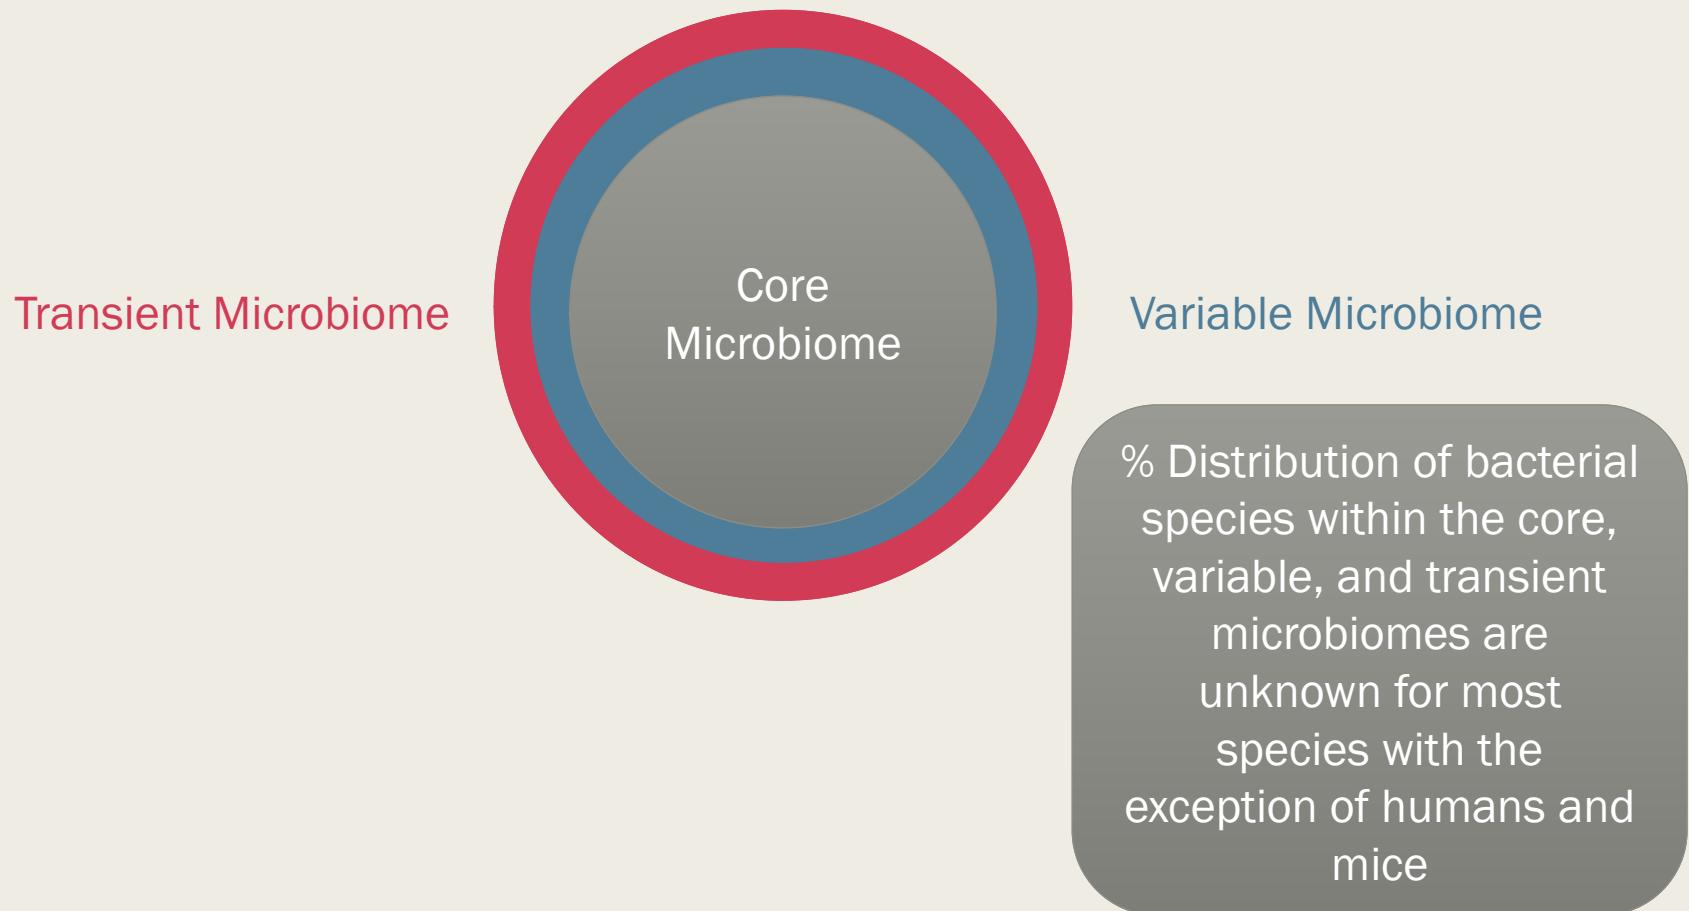 Transient Microbiome
Core
Microbiome
Variable Microbiome
% Distribution of bacterial
species within the core,
variable, and transient
microbiomes are
unknown for most
species with the
exception of humans and
mice